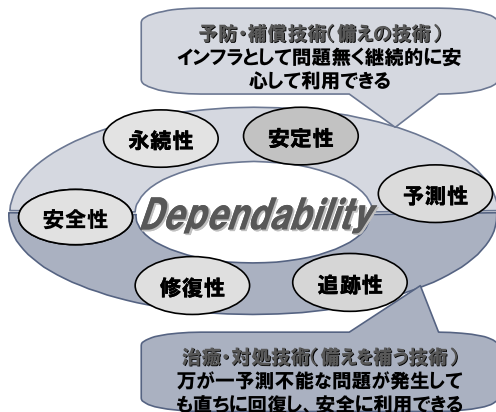 予防・補償技術(備えの技術)
インフラとして問題無く継続的に安
心して利用できる
永続性
安定性
予測性
安全性
Dependability
修復性
追跡性
治癒・対処技術(備えを補う技術)
万が一予測不能な問題が発生して
も直ちに回復し、安全に利用できる